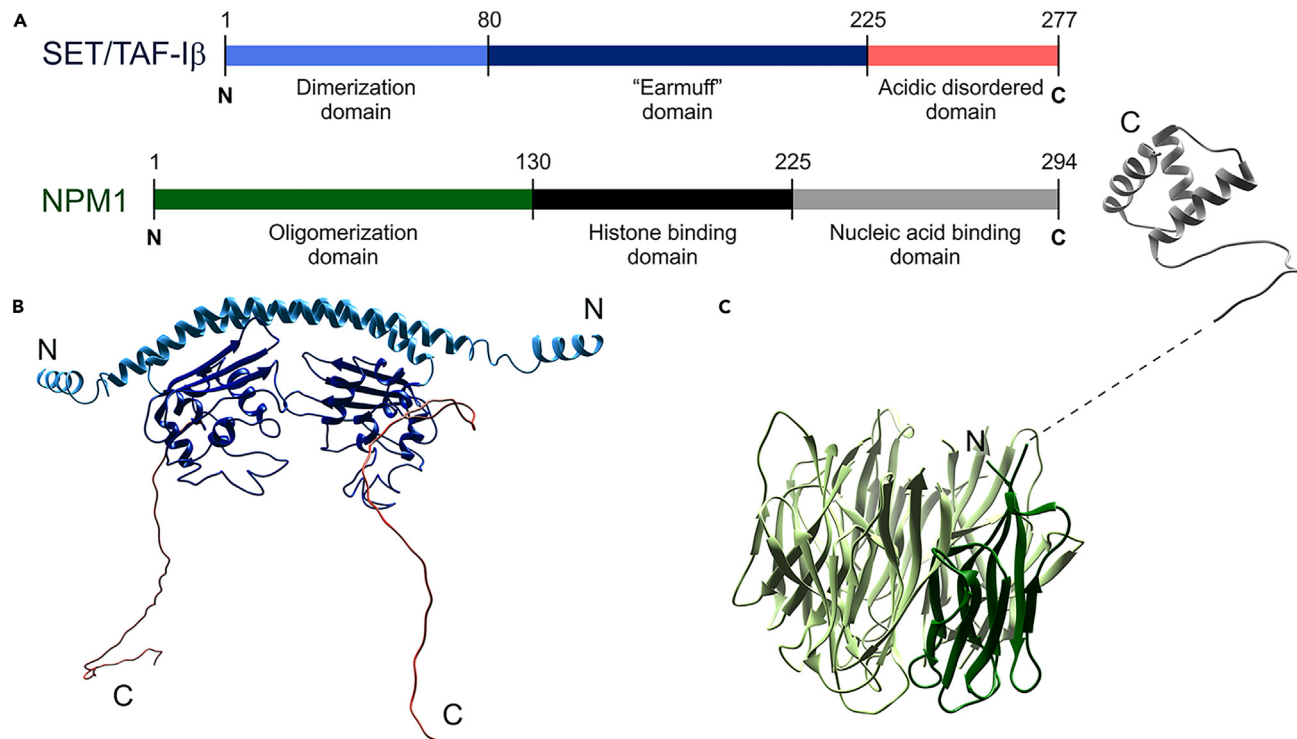 A
1 80 225 277
SET/TAF-Iβ
N Dimerization domain "Earmuff" domain Acidic disordered domain C
1 130 225 294
NPM1
N Oligomerization domain Histone binding domain Nucleic acid binding domain C
C
B
N
N
C
C
C
N